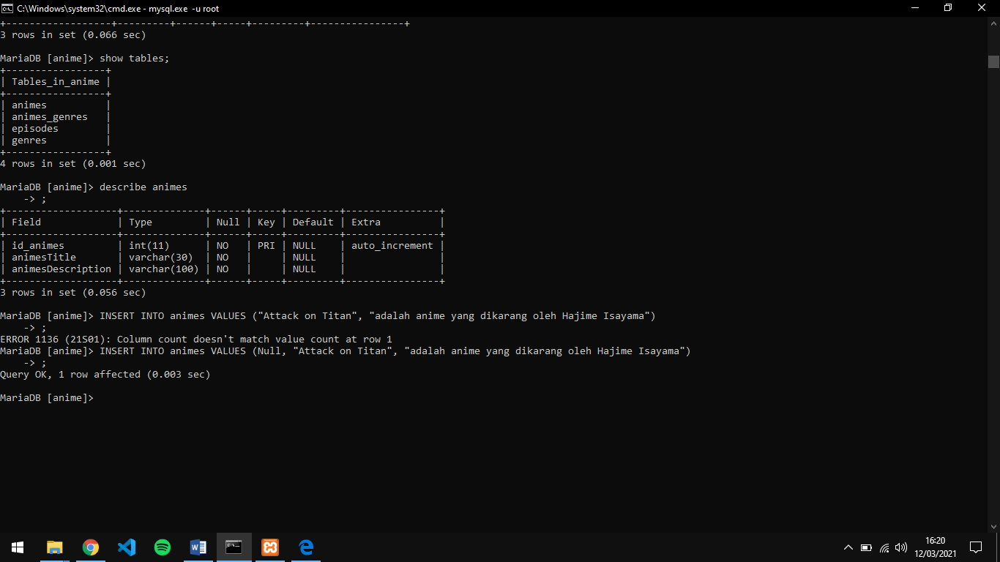 C:\Windows\system32\cmd.exe - mysql.exe  -u root
+------------------+---------+------+-----+---------+----------------+
3 rows in set (0.066 sec)
MariaDB [anime]> show tables;
+-----------------+
| Tables_in_anime |
+-----------------+
| animes          |
| animes_genres   |
| episodes        |
| genres          |
+-----------------+
4 rows in set (0.001 sec)
MariaDB [anime]> describe animes
    -> ;
+-------------------+--------------+------+-----+---------+----------------+
| Field             | Type         | Null | Key | Default | Extra          |
+-------------------+--------------+------+-----+---------+----------------+
| id_animes         | int(11)      | NO   | PRI | NULL    | auto_increment |
| animesTitle       | varchar(30)  | NO   |     | NULL    |                |
| animesDescription | varchar(100) | NO   |     | NULL    |                |
+-------------------+--------------+------+-----+---------+----------------+
3 rows in set (0.056 sec)
MariaDB [anime]> INSERT INTO animes VALUES ("Attack on Titan", "adalah anime yang dikarang oleh Hajime Isayama")
    -> ;
ERROR 1136 (21S01): Column count doesn't match value count at row 1
MariaDB [anime]> INSERT INTO animes VALUES (Null, "Attack on Titan", "adalah anime yang dikarang oleh Hajime Isayama")
    -> ;
Query OK, 1 row affected (0.003 sec)
MariaDB [anime]>
16:20
12/03/2021